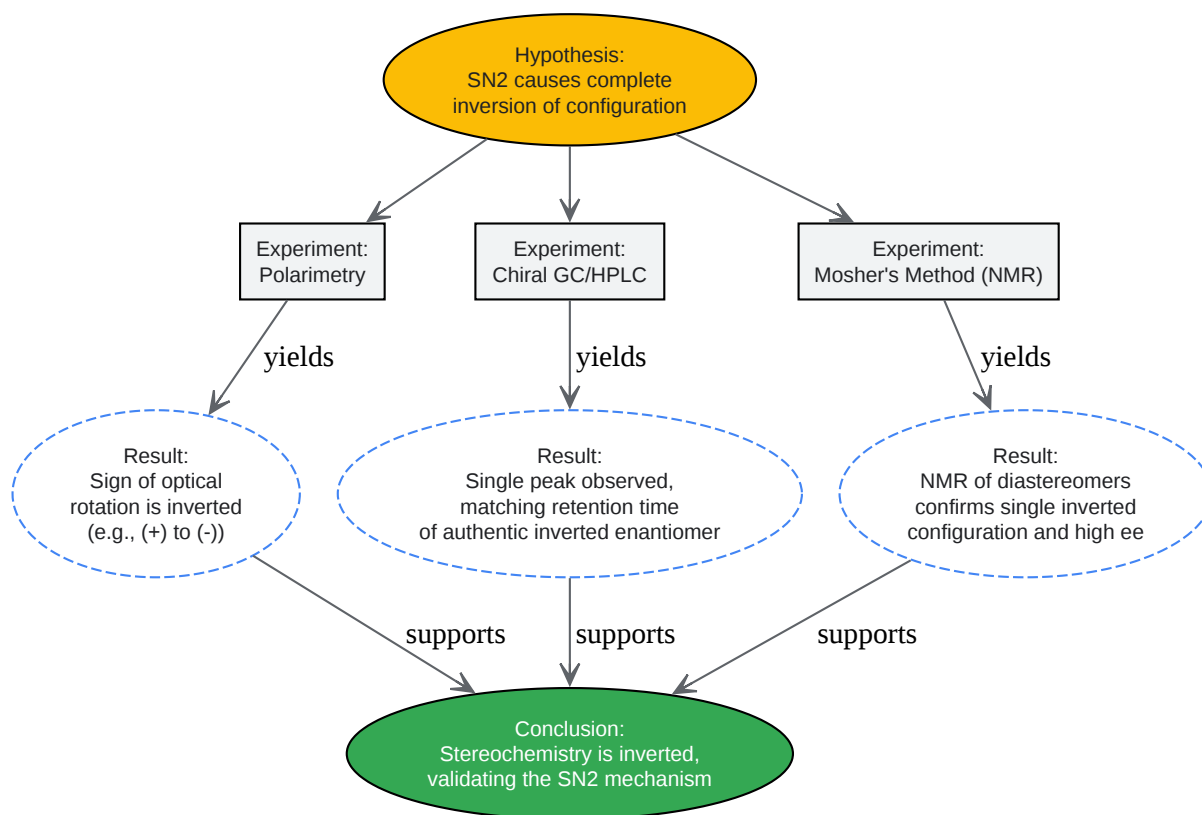 Hypothesis:
SN2 causes complete
inversion of configuration
Experiment:
Polarimetry
Experiment:
Chiral GC/HPLC
Experiment:
Mosher's Method (NMR)
yields
yields
yields
Result:
Sign of optical
rotation is inverted
(e.g., (+) to (-))
Result:
Single peak observed,
matching retention time
of authentic inverted enantiomer
Result:
NMR of diastereomers
confirms single inverted
configuration and high ee
supports
supports
supports
Conclusion:
Stereochemistry is inverted,
validating the SN2 mechanism